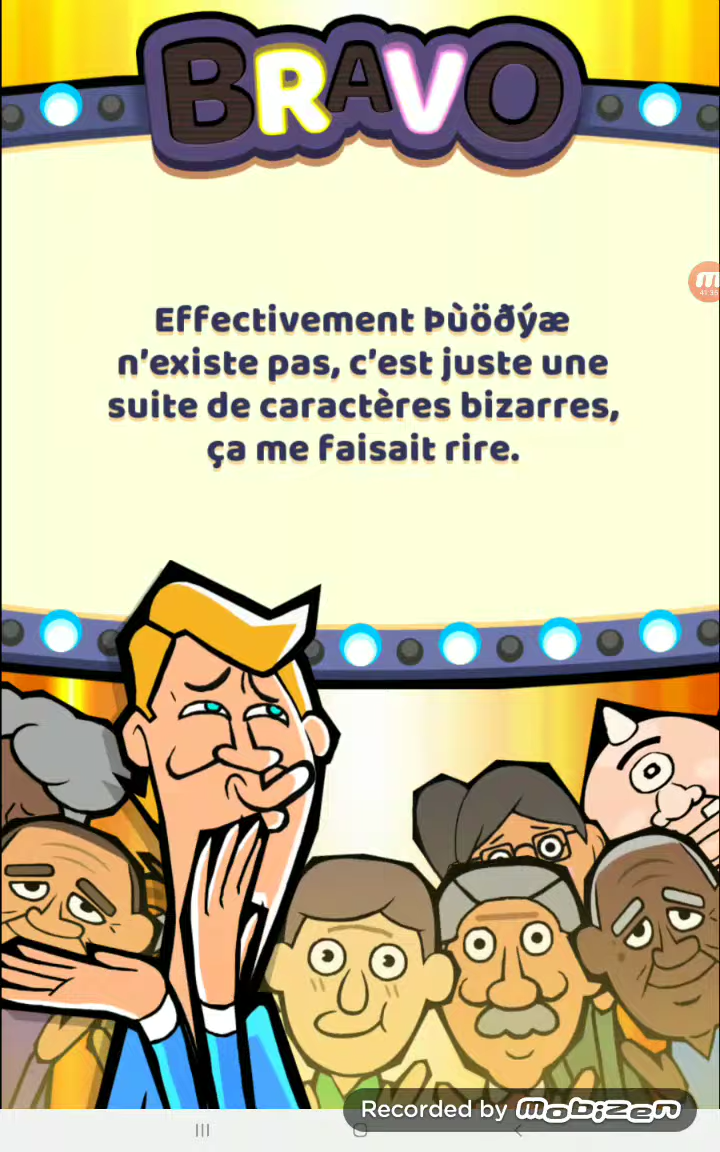 BRAVO
Effectivement Þùöðýæ
n'existe pas, c'est juste une
suite de caractères bizarres,
ça me faisait rire.
Recorded by mobizen